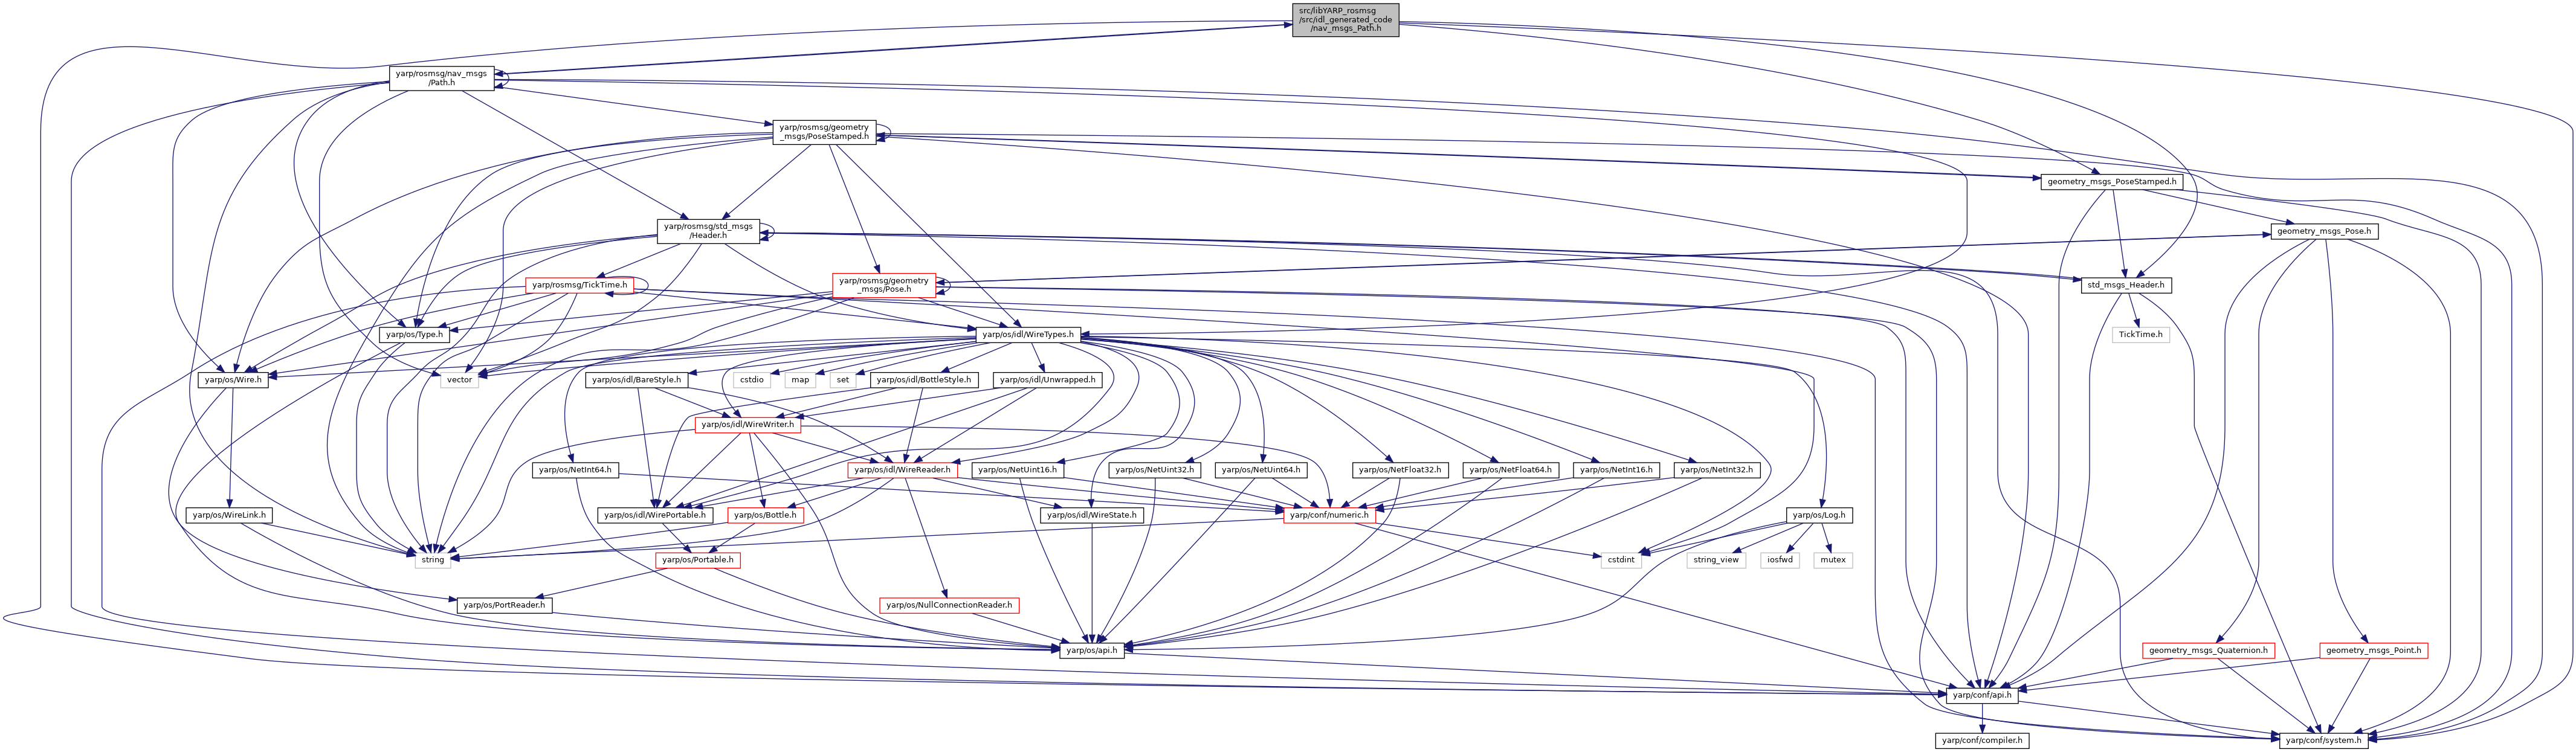 src/libYARP_rosmsg
/src/idl_generated_code
/nav_msgs_Path.h
yarp/rosmsg/nav_msgs
/Path.h
yarp/rosmsg/geometry
_msgs/PoseStamped.h
geometry_msgs_PoseStamped.h
yarp/rosmsg/std_msgs
/Header.h
geometry_msgs_Pose.h
yarp/rosmsg/TickTime.h
yarp/rosmsg/geometry
_msgs/Pose.h
std_msgs_Header.h
yarp/os/Type.h
yarp/os/idl/WireTypes.h
TickTime.h
yarp/os/Wire.h
vector
yarp/os/idl/BareStyle.h
cstdio
map
set
yarp/os/idl/BottleStyle.h
yarp/os/idl/Unwrapped.h
yarp/os/idl/WireWriter.h
yarp/os/NetInt64.h
yarp/os/idl/WireReader.h
yarp/os/NetUint16.h
yarp/os/NetUint32.h
yarp/os/NetUint64.h
yarp/os/NetFloat32.h
yarp/os/NetFloat64.h
yarp/os/NetInt16.h
yarp/os/NetInt32.h
yarp/os/WireLink.h
yarp/os/idl/WirePortable.h
yarp/os/Bottle.h
yarp/os/idl/WireState.h
yarp/conf/numeric.h
yarp/os/Log.h
string
yarp/os/Portable.h
cstdint
string_view
iosfwd
mutex
yarp/os/PortReader.h
yarp/os/NullConnectionReader.h
yarp/os/api.h
geometry_msgs_Quaternion.h
geometry_msgs_Point.h
yarp/conf/api.h
yarp/conf/compiler.h
yarp/conf/system.h